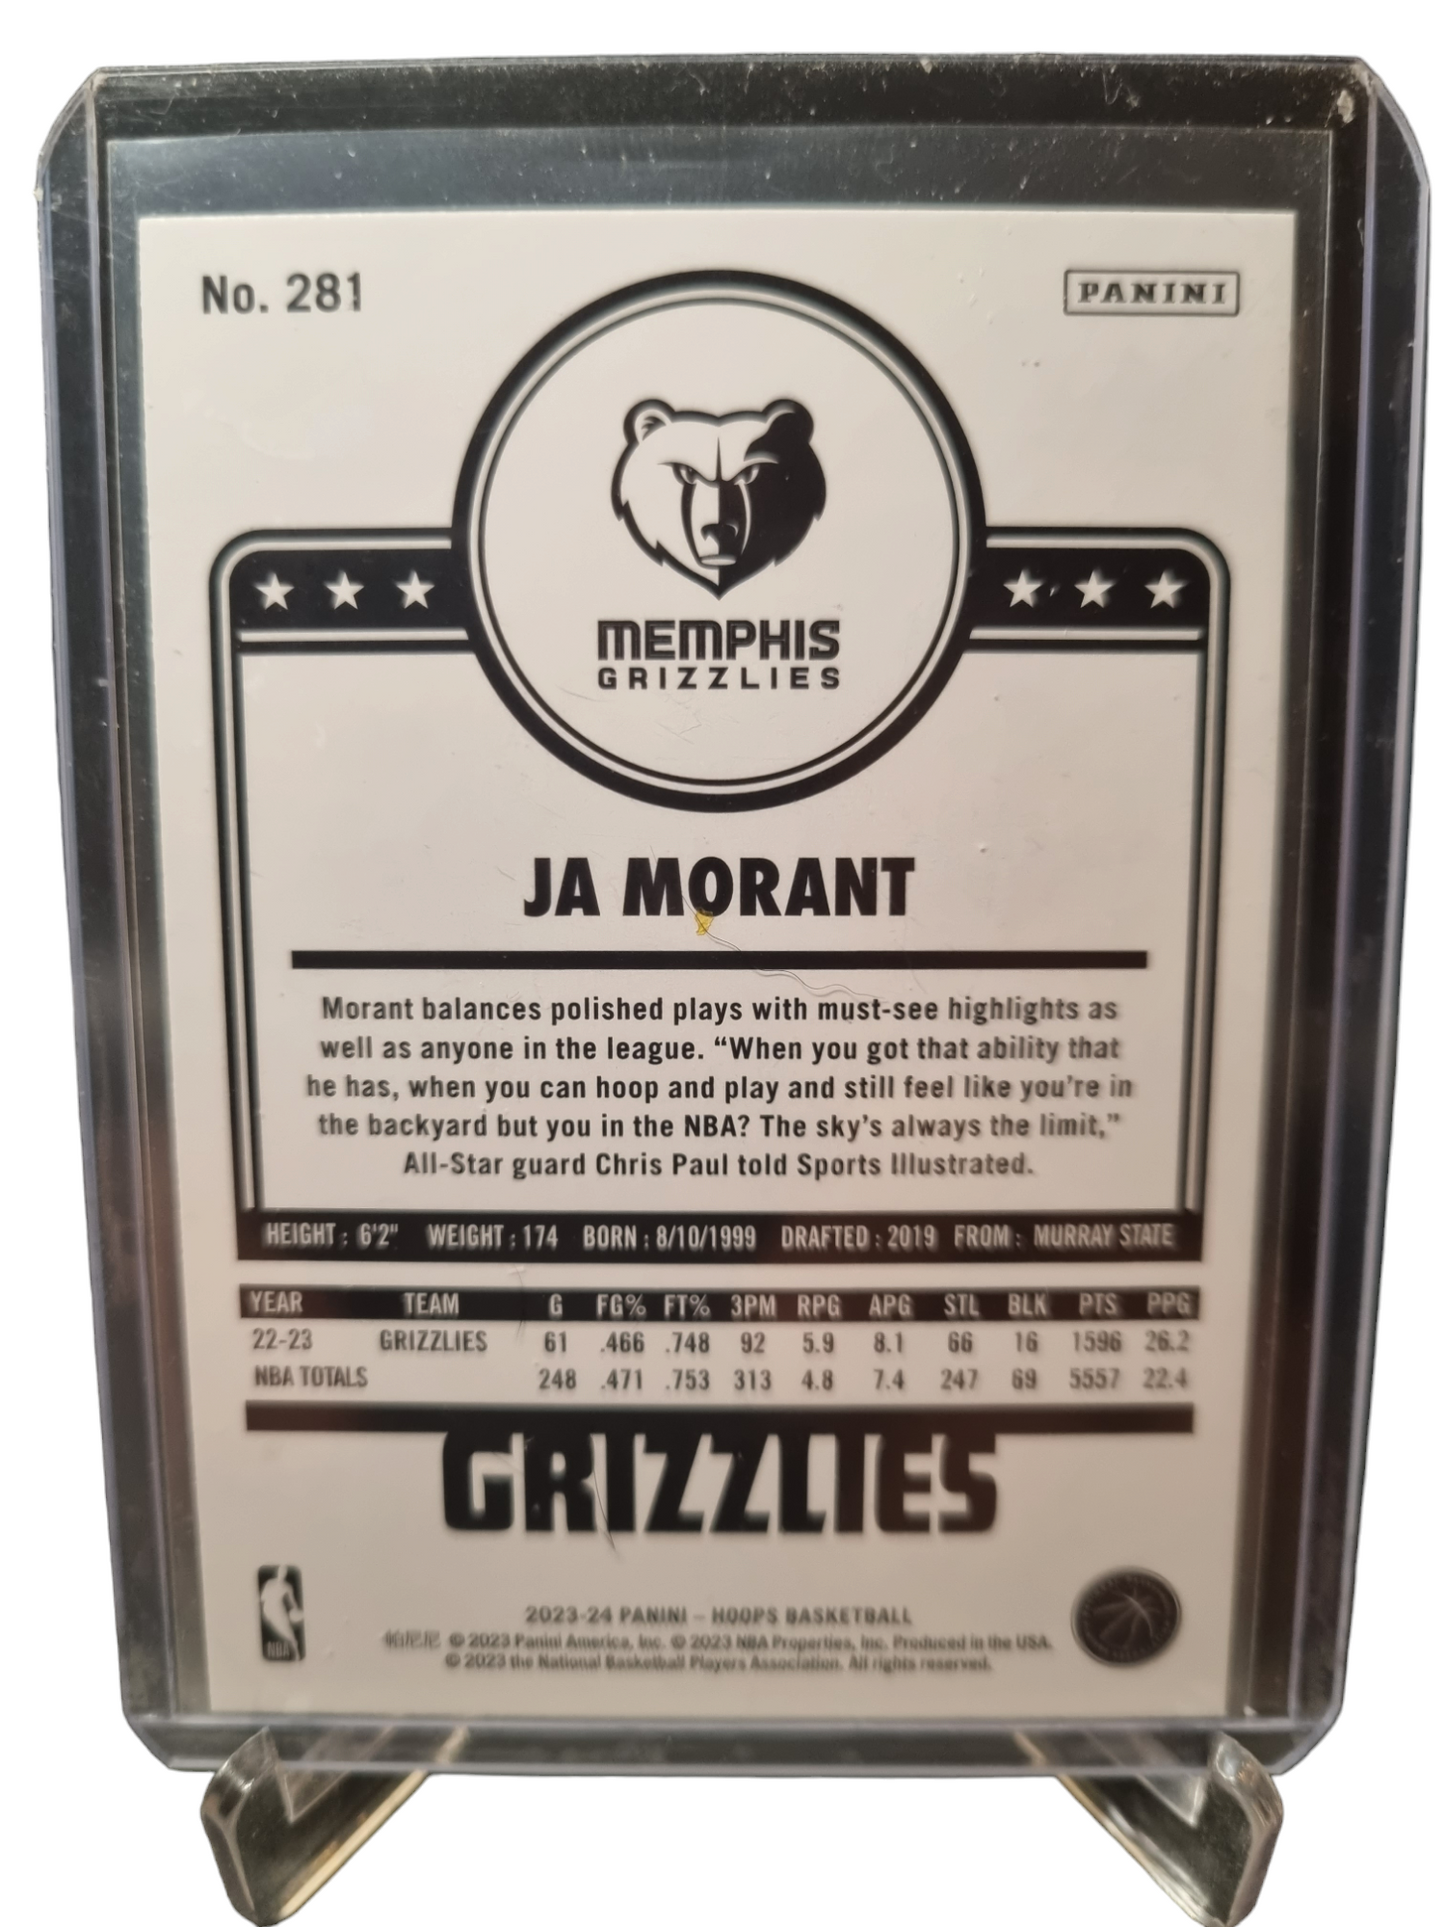 No. 281
PANINI
MEMPHIS
GRIZZLIES
JA MORANT
Morant balances polished plays with must-see highlights as
well as anyone in the league. “When you got that ability that
he has, when you can hoop and play and still feel like you’re in
the backyard but you in the NBA? The sky’s always the limit,”
All-Star guard Chris Paul told Sports Illustrated.
HEIGHT : 6'2" WEIGHT : 174 BORN : 8/10/1999 DRAFTED : 2019 FROM : MURRAY STATE
YEAR TEAM G FG% FT% 3PM RPG APG STL BLK PTS PPG
22-23 GRIZZLIES 61 .466 .748 92 5.9 8.1 66 16 1596 26.2
NBA TOTALS 248 .471 .753 313 4.8 7.4 247 69 5557 22.4
GRIZZLIES
NBA
2023-24 PANINI – HOOPS BASKETBALL
帕尼尼 © 2023 Panini America, Inc. © 2023 NBA Properties, Inc. Produced in the USA.
© 2023 the National Basketball Players Association. All rights reserved.